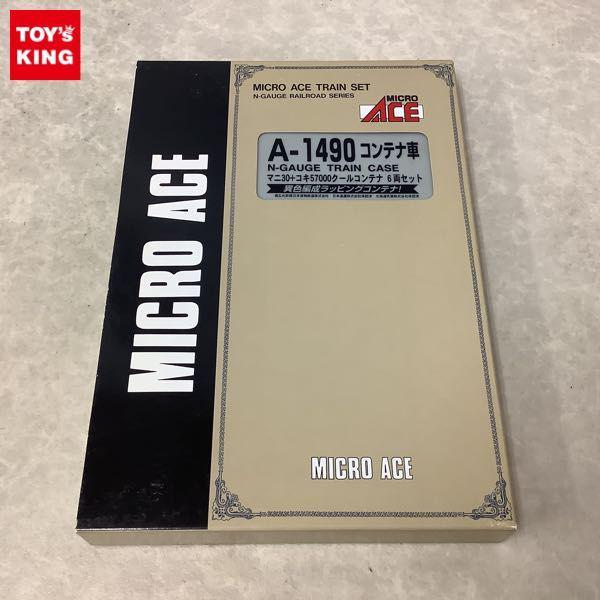 TOY's
KING
MICRO ACE TRAIN SET
N-GAUGE RAILROAD SERIES
MICRO
ACE
A-1490 コンテナ車
N-GAUGE TRAIN CASE
マニ30+コキ57000クールコンテナ 6両セット
異色編成ラッピングコンテナ!
MICRO ACE
MICRO ACE